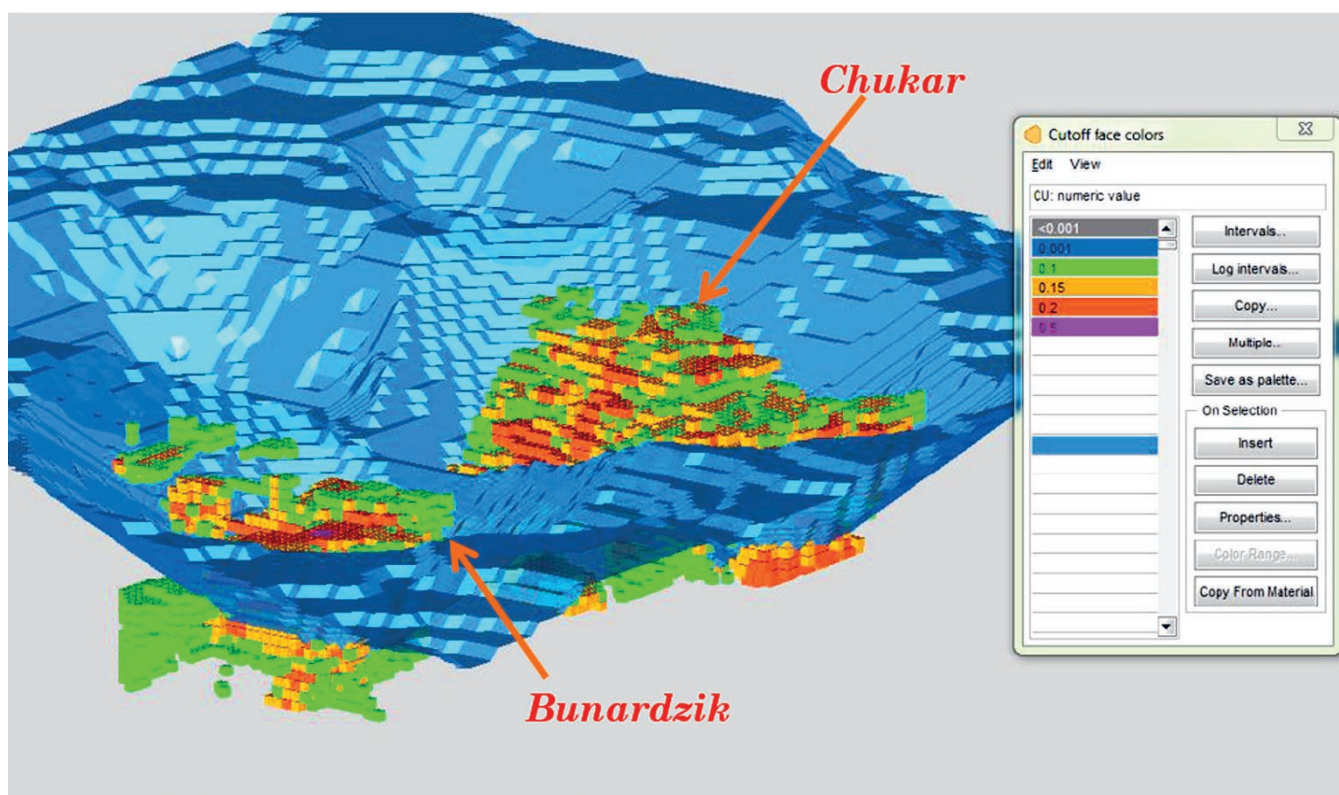 Chukar
Cutoff face colors
Edit View
CU: numeric value
<0.001
0.001
0.1
0.15
0.2
0.5
Intervals...
Log intervals...
Copy...
Multiple...
Save as palette...
On Selection
Insert
Delete
Properties...
Color Range...
Copy From Material
Bunardzik